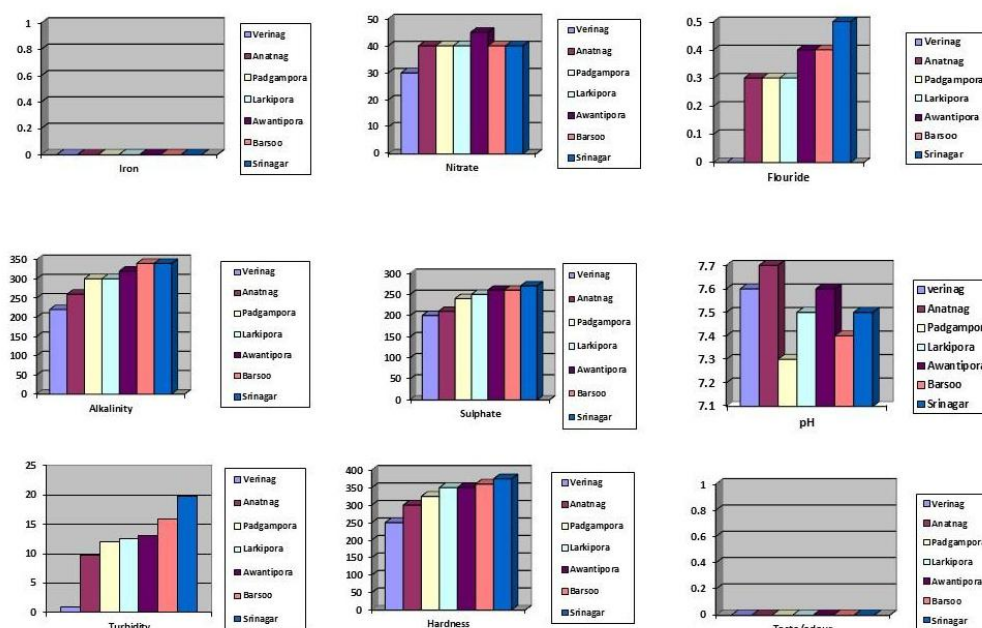 1
0.8
0.6
0.4
0.2
0
Iron
Verinag
Anatnag
Padgampora
Larkipora
Awantipora
Barsoo
Srinagar
50
40
30
20
10
0
Nitrate
Verinag
Anatnag
Padgampora
Larkipora
Awantipora
Barsoo
Srinagar
0.5
0.4
0.3
0.2
0.1
0
Flouride
Verinag
Anatnag
Padgampora
Larkipora
Awantipora
Barsoo
Srinagar
350
300
250
200
150
100
50
0
Alkalinity
Verinag
Anatnag
Padgampora
Larkipora
Awantipora
Barsoo
Srinagar
300
250
200
150
100
50
0
Sulphate
Verinag
Anatnag
Padgampora
Larkipora
Awantipora
Barsoo
Srinagar
7.7
7.6
7.5
7.4
7.3
7.2
7.1
pH
verinag
Anatnag
Padgampora
Larkipora
Awantipora
Barsoo
Srinagar
25
20
15
10
5
0
Turbidity
Verinag
Anatnag
Padgampora
Larkipora
Awantipora
Barsoo
Srinagar
400
350
300
250
200
150
100
50
0
Hardness
Verinag
Anatnag
Padgampora
Larkipora
Awantipora
Barsoo
Srinagar
1
0.8
0.6
0.4
0.2
0
Verinag
Anatnag
Padgampora
Larkipora
Awantipora
Barsoo
Srinagar